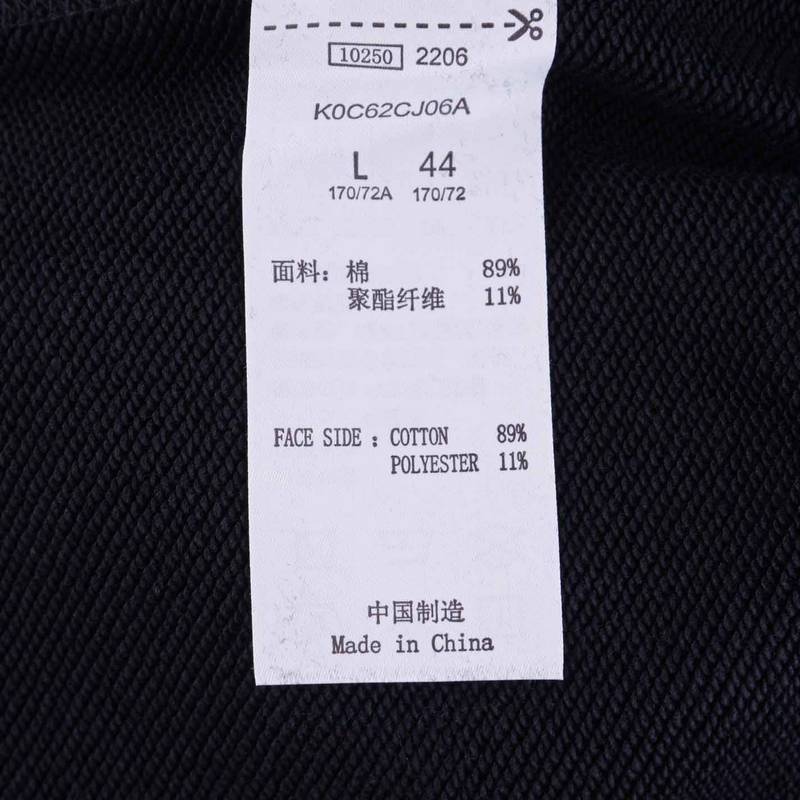 10250 2206
K0C62CJ06A
L 44
170/72A 170/72
面料：棉 89%
聚酯纤维 11%
FACE SIDE : COTTON 89%
POLYESTER 11%
中国制造
Made in China